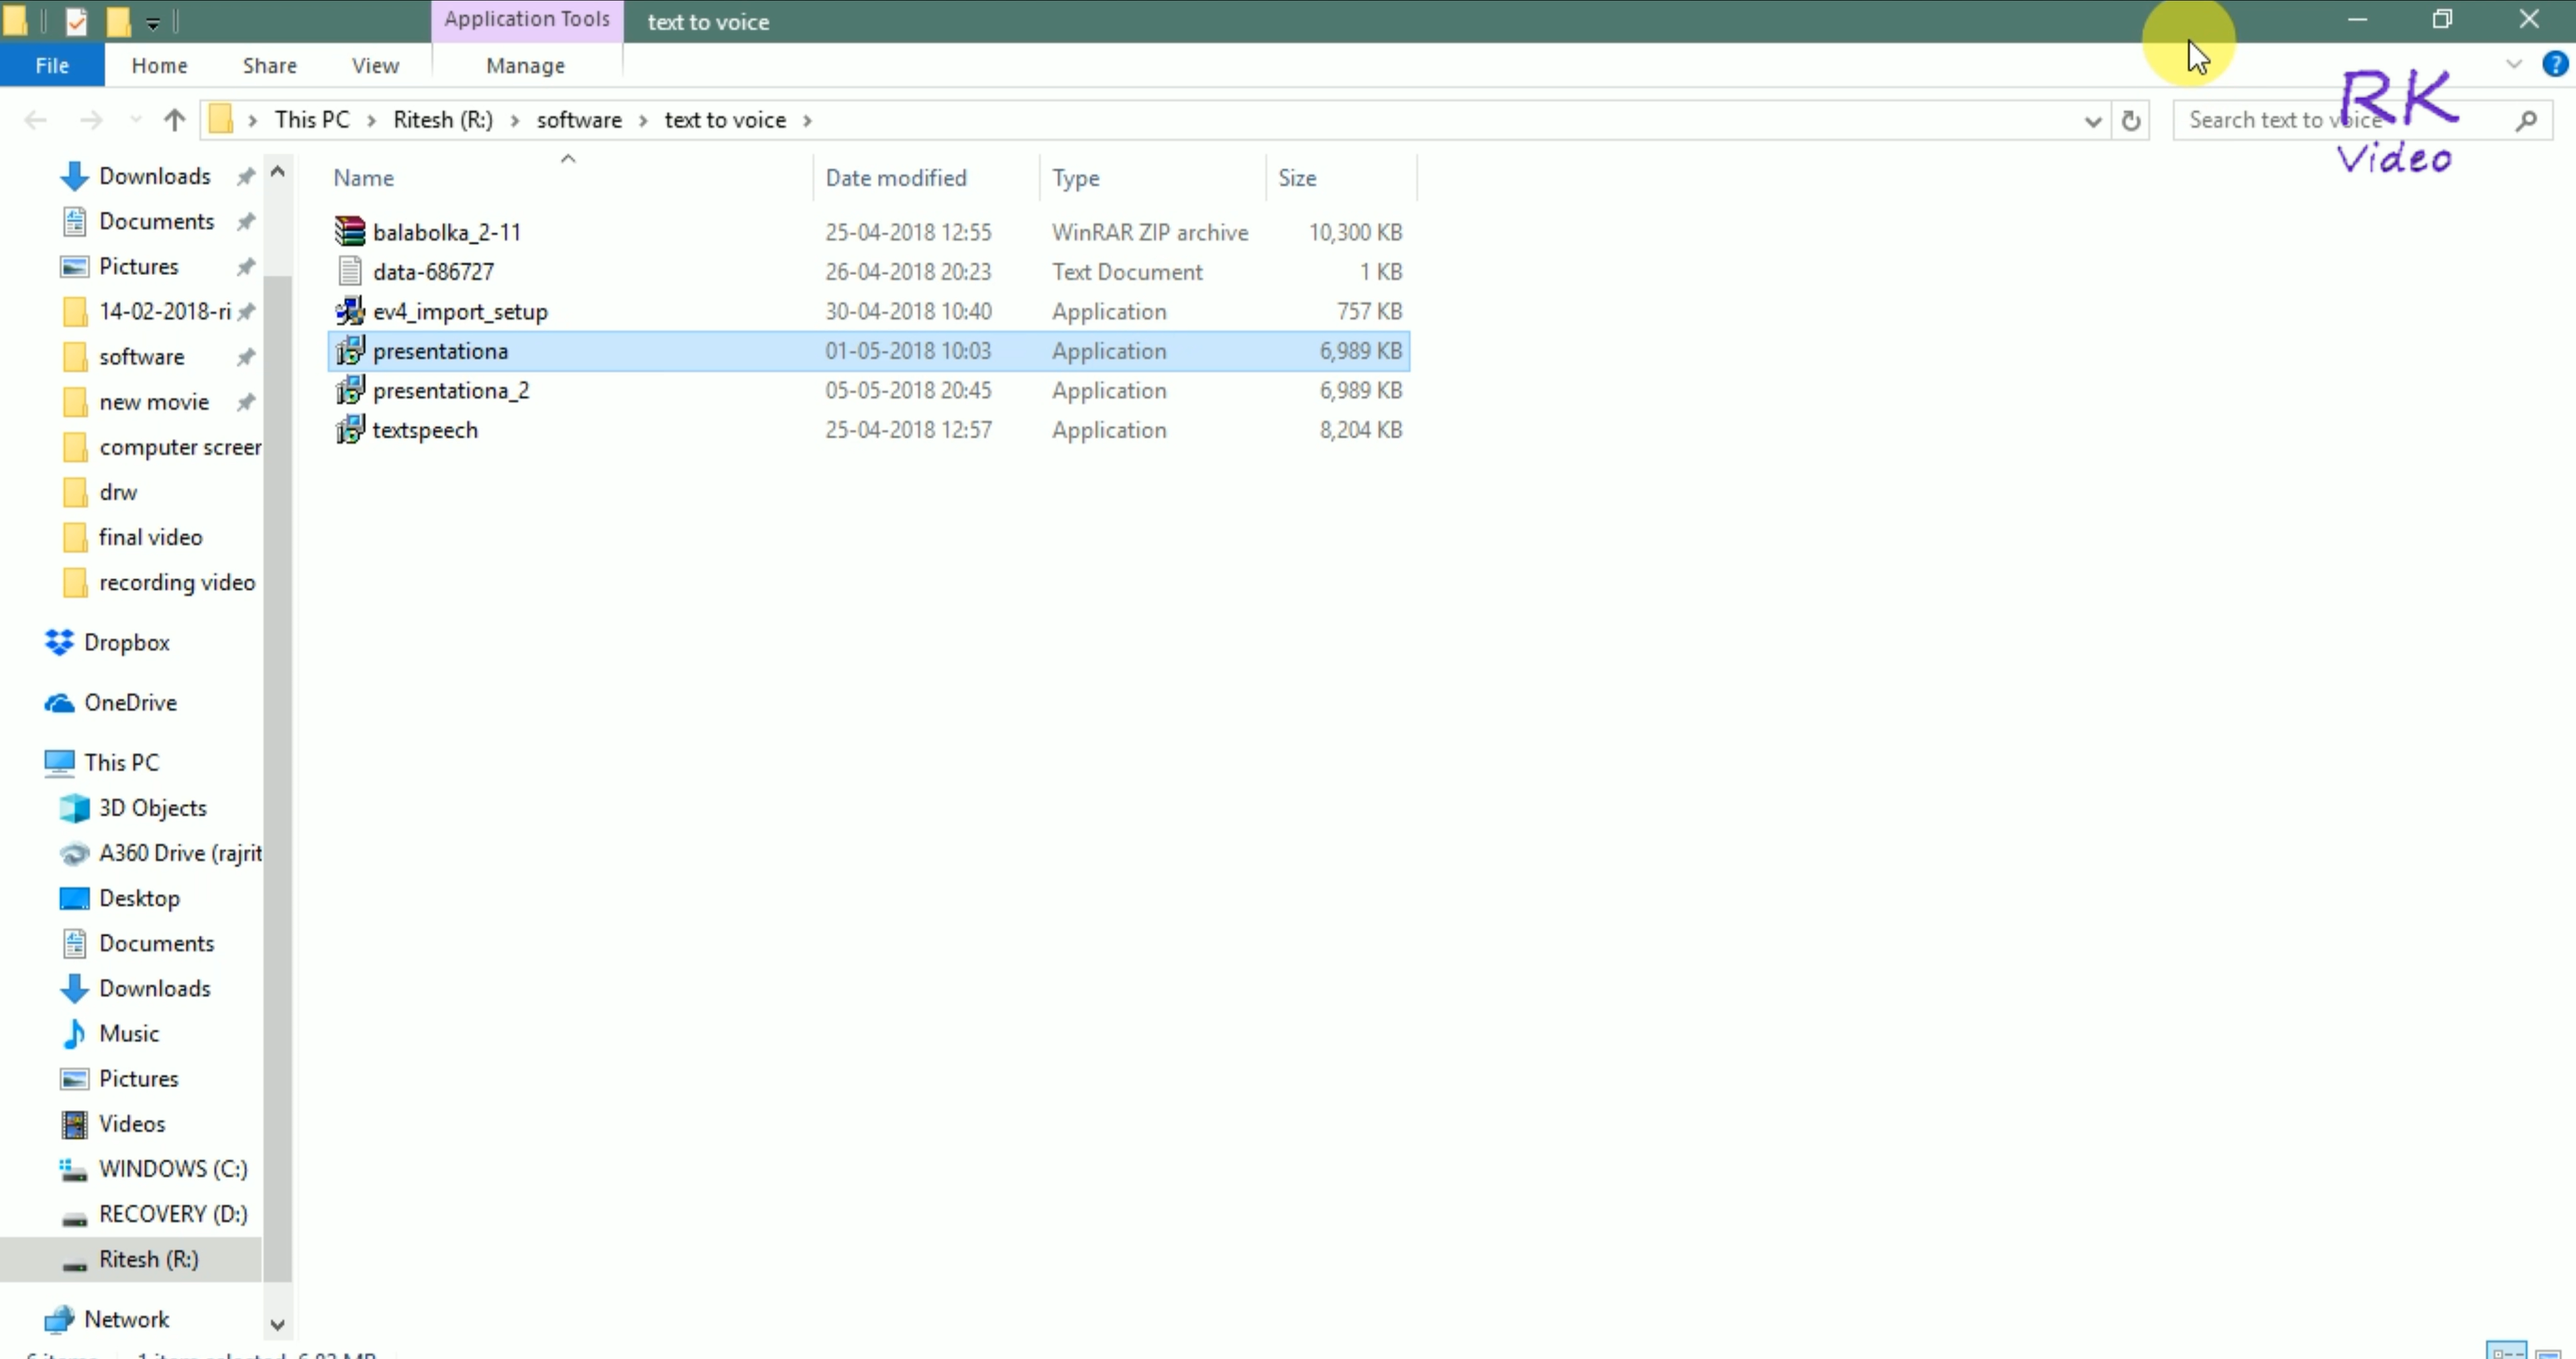 Application Tools text to voice
File Home Share View Manage
RK
This PC Ritesh (R:) software text to voice Search text to voice
Video
Name Date modified Type Size
balabolka_2-11 25-04-2018 12:55 WinRAR ZIP archive 10,300 KB
data-686727 26-04-2018 20:23 Text Document 1 KB
ev4_import_setup 30-04-2018 10:40 Application 757 KB
presentationa 01-05-2018 10:03 Application 6,989 KB
presentationa_2 05-05-2018 20:45 Application 6,989 KB
textspeech 25-04-2018 12:57 Application 8,204 KB
Downloads
Documents
Pictures
14-02-2018-ri
software
new movie
computer screer
drw
final video
recording video
Dropbox
OneDrive
This PC
3D Objects
A360 Drive (rajrit
Desktop
Documents
Downloads
Music
Pictures
Videos
WINDOWS (C:)
RECOVERY (D:)
Ritesh (R:)
Network